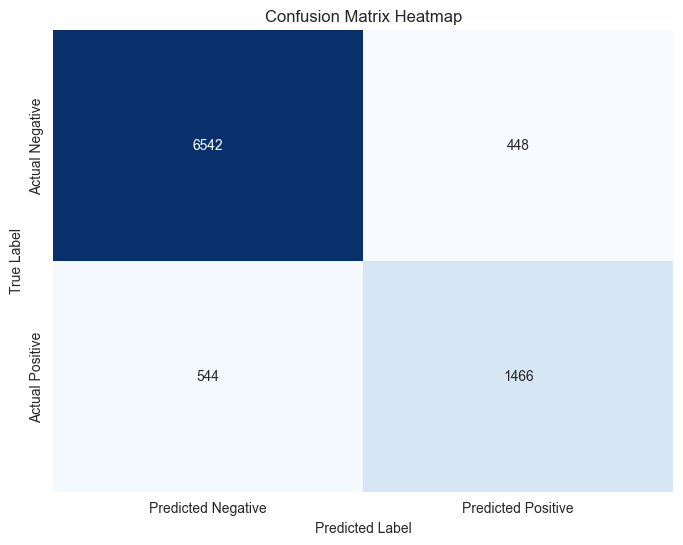 Confusion Matrix Heatmap
True Label
Actual Negative
6542
448
Actual Positive
544
1466
Predicted Negative
Predicted Positive
Predicted Label